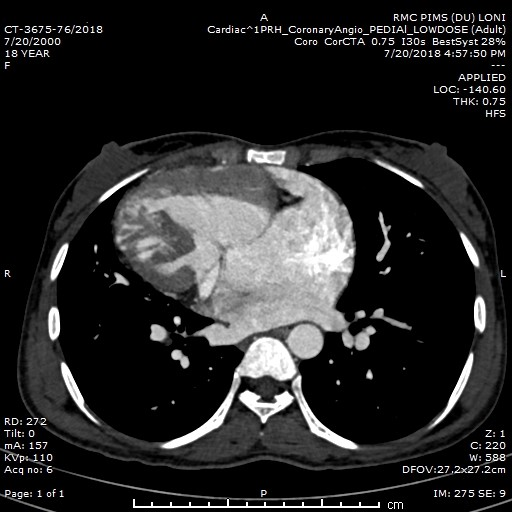 A
CT-3675-76/2018
7/20/2000
18 YEAR
F
RMC PIMS (DU) LONI
Cardiac^1PRH_CoronaryAngio_PEDIAl_LOWDOSE (Adult)
Coro CorCTA 0.75 I30s BestSyst 28%
7/20/2018 4:57:50 PM
---
APPLIED
LOC: -140.60
THK: 0.75
HFS
R
L
RD: 272
Tilt: 0
mA: 157
KVp: 110
Acq no: 6
Page: 1 of 1
Z: 1
C: 220
W: 588
DFOV:27.2x27.2cm
IM: 275 SE: 9
P
cm